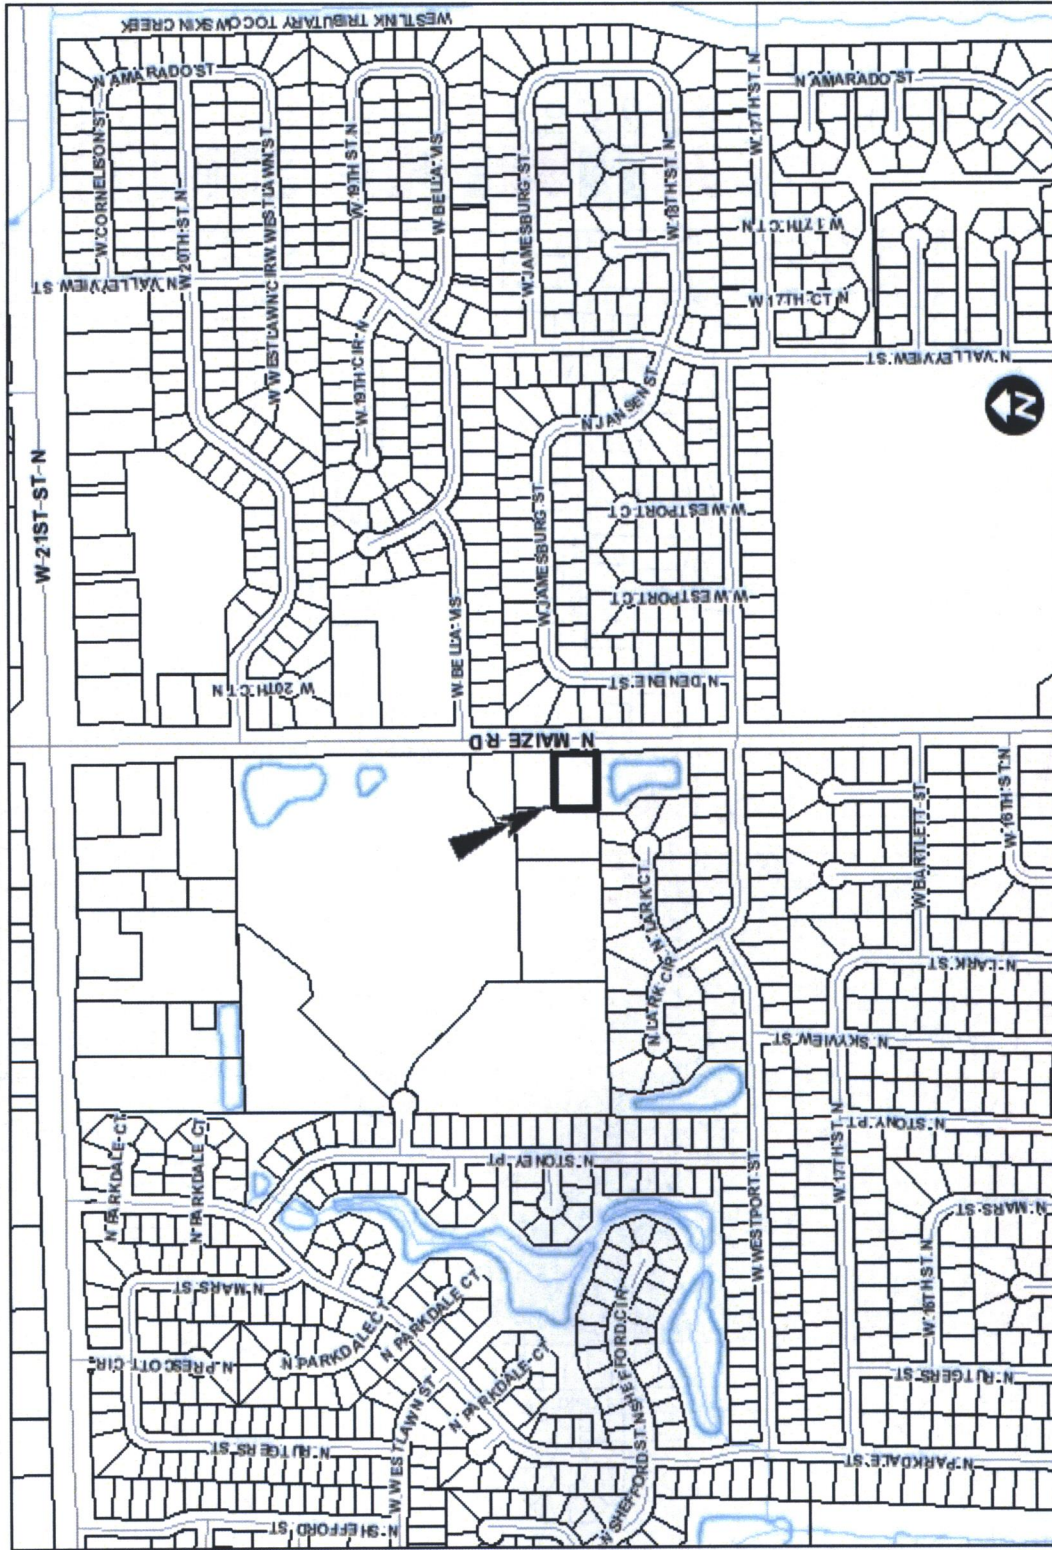 WESTLINK TRIBUTARY TO COWSKIN CREEK
N AMARADO ST
W CORNELISON ST
W 20TH ST N
W WESTLAWN ST
W WESTLAWN CIR
N VALLEYVIEW ST
W 19TH ST N
W BELLA VIS
W 19TH CIR N
W JAMESBURG ST
W 18TH ST N
W 17TH ST N
N AMARADO ST
W 17TH CT N
W 17TH CT N
N VALLEYVIEW ST
N
W 21ST ST N
N JANSEN ST
W JAMESBURG ST
W WESTPORT CT
W WESTPORT CT
W BELLA VIS
W 20TH CT N
N DENENE ST
N MAIZE RD
N LARK CT
N LARK CIR
W BARTLETT ST
W 16TH ST N
N LARK ST
N SKYVIEW ST
N STONY PT
W 17TH ST N
W WESTPORT ST
N STONEY PT
N PARKDALE CT
N PARKDALE CT
N MARS ST
N PRESCOTT CIR
N PARKDALE CT
N PARKDALE CT
N PARKDALE CT
W WESTLAWN ST
N RUTGERS ST
N SHEFFORD ST
N SHEFFORD CIR
N SHEFFORD ST
N PARKDALE ST
N RUTGERS ST
W 16TH ST N
N MARS ST